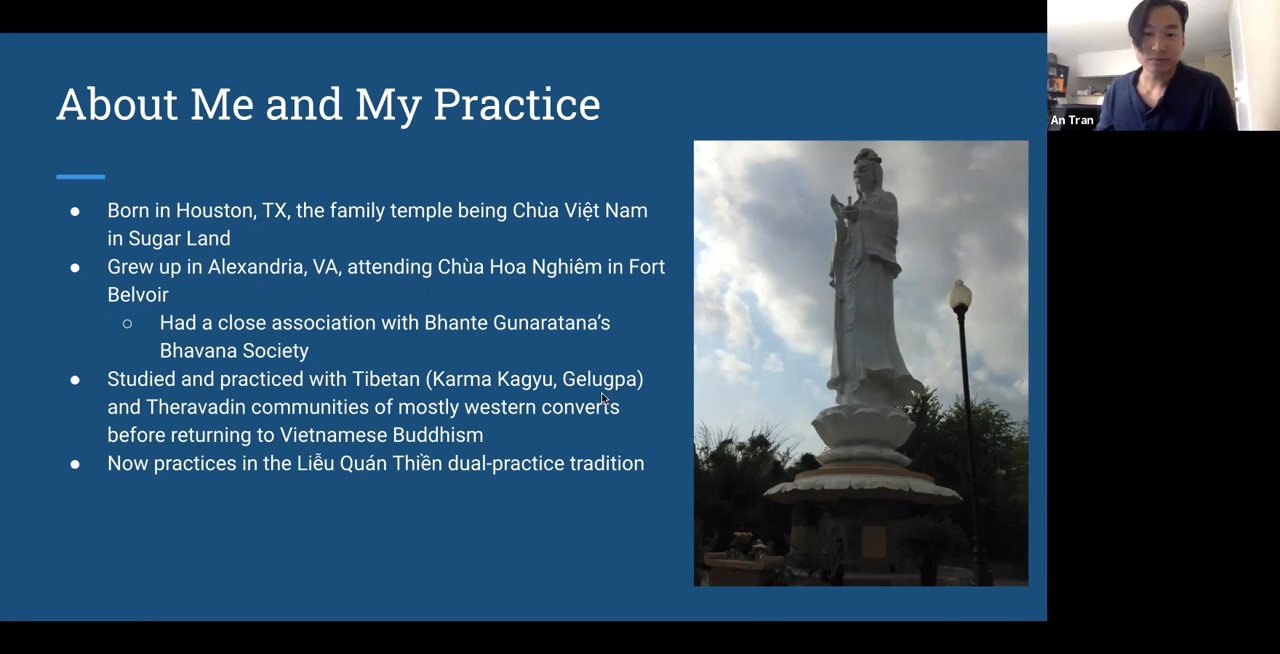 About Me and My Practice
● Born in Houston, TX, the family temple being Chùa Việt Nam
in Sugar Land
● Grew up in Alexandria, VA, attending Chùa Hoa Nghiêm in Fort
Belvoir
○ Had a close association with Bhante Gunaratana’s
Bhavana Society
● Studied and practiced with Tibetan (Karma Kagyu, Gelugpa)
and Theravadin communities of mostly western converts
before returning to Vietnamese Buddhism
● Now practices in the Liễu Quán Thiền dual-practice tradition
An Tran